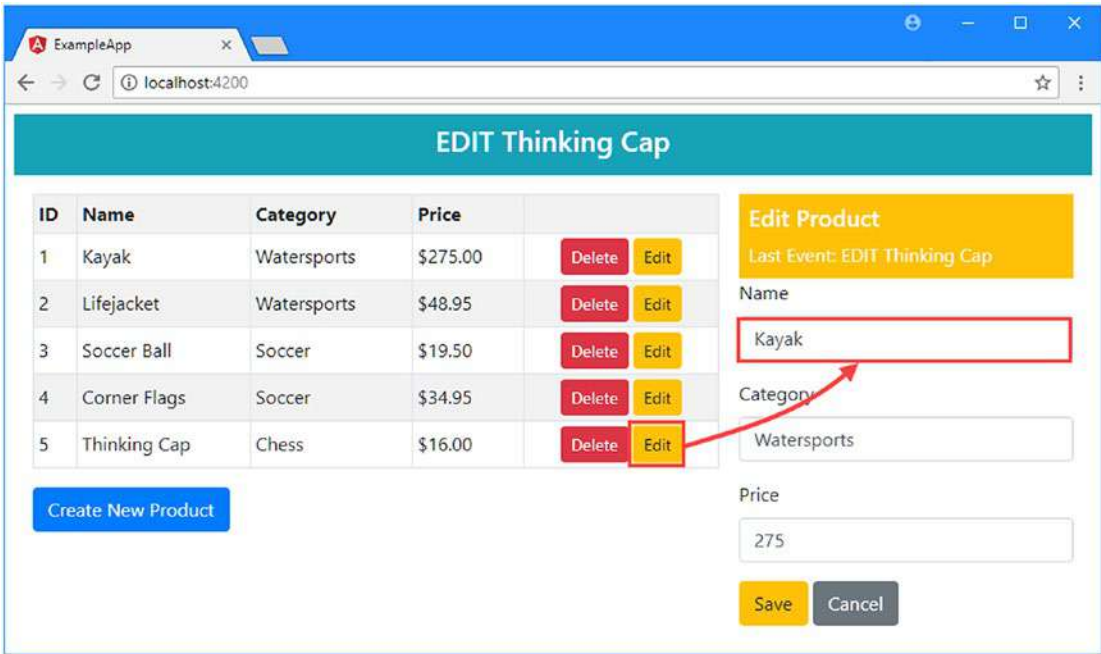 ExampleApp
localhost:4200
EDIT Thinking Cap
ID Name Category Price
1 Kayak Watersports $275.00 Delete Edit
2 Lifejacket Watersports $48.95 Delete Edit
3 Soccer Ball Soccer $19.50 Delete Edit
4 Corner Flags Soccer $34.95 Delete Edit
5 Thinking Cap Chess $16.00 Delete Edit
Create New Product
Edit Product
Last Event: EDIT Thinking Cap
Name
Kayak
Category
Watersports
Price
275
Save Cancel